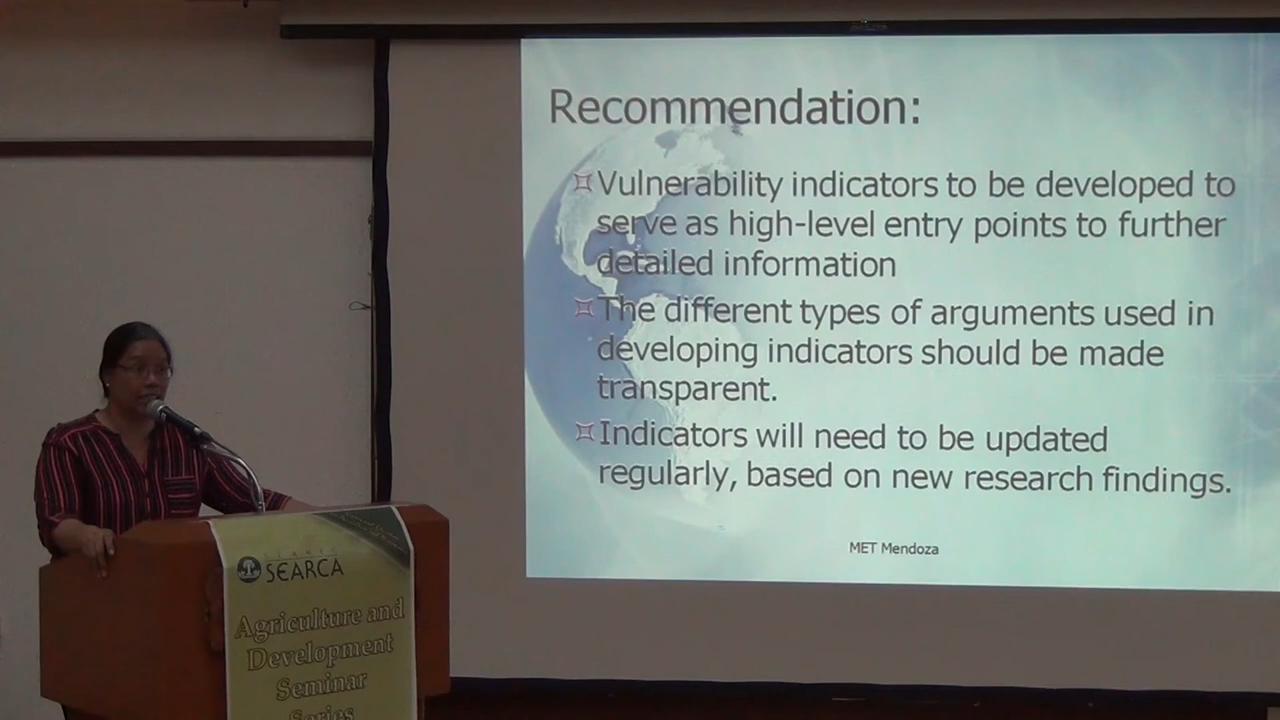 Recommendation:
Vulnerability indicators to be developed to
serve as high-level entry points to further
detailed information
The different types of arguments used in
developing indicators should be made
transparent.
Indicators will need to be updated
regularly, based on new research findings.
MET Mendoza
SEARCA
Agriculture and
Development
Seminar
Series